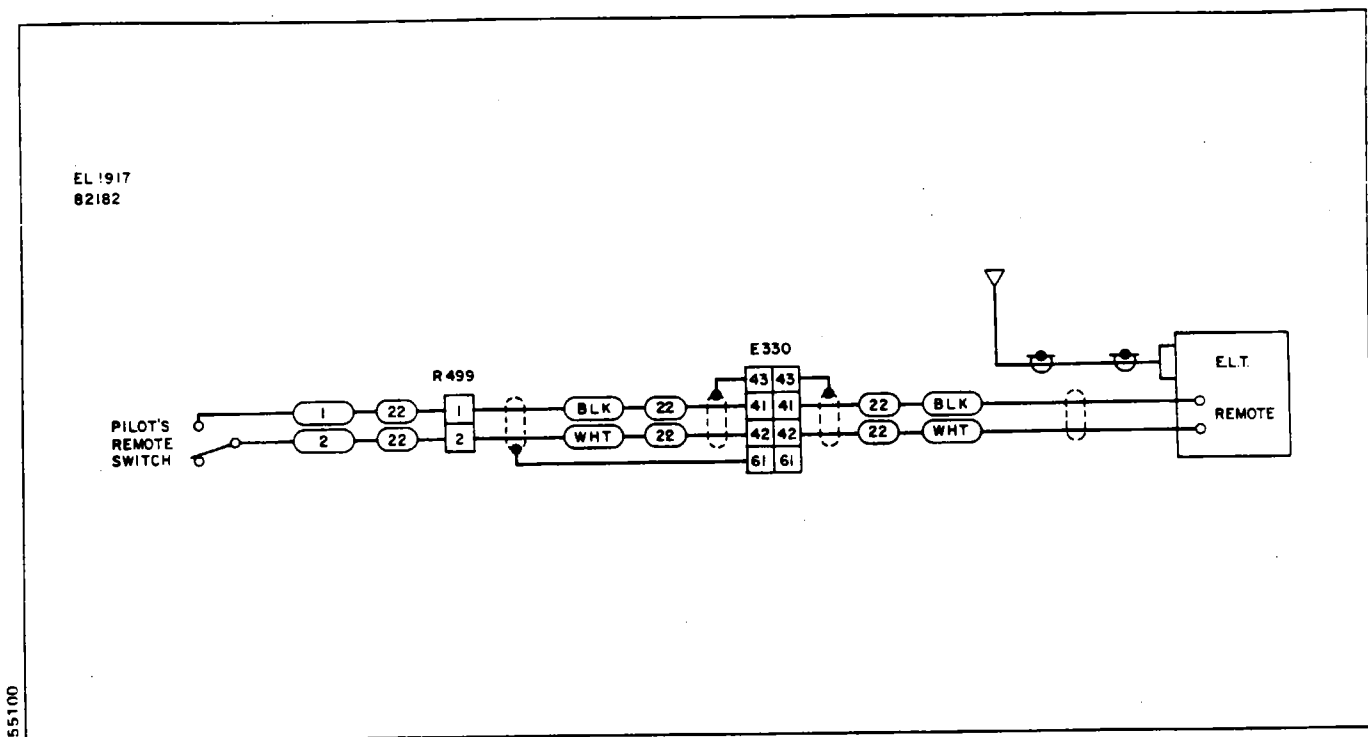 EL 1917
82182
E330
E.L.T.
REMOTE
R499
43 43
1 22 1 BLK 22 41 41 22 BLK
2 22 2 WHT 22 42 42 22 WHT
61 61
PILOT'S
REMOTE
SWITCH
55100